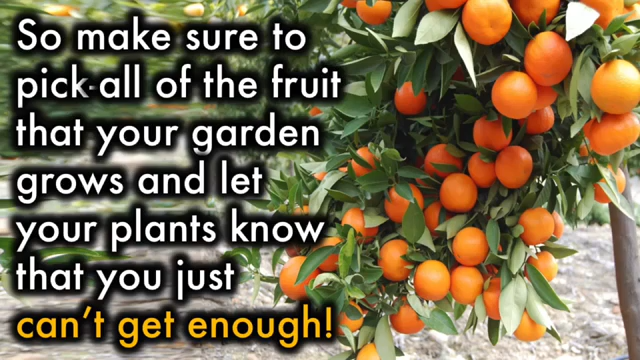 So make sure to
pick all of the fruit
that your garden
grows and let
your plants know
that you just
can't get enough!